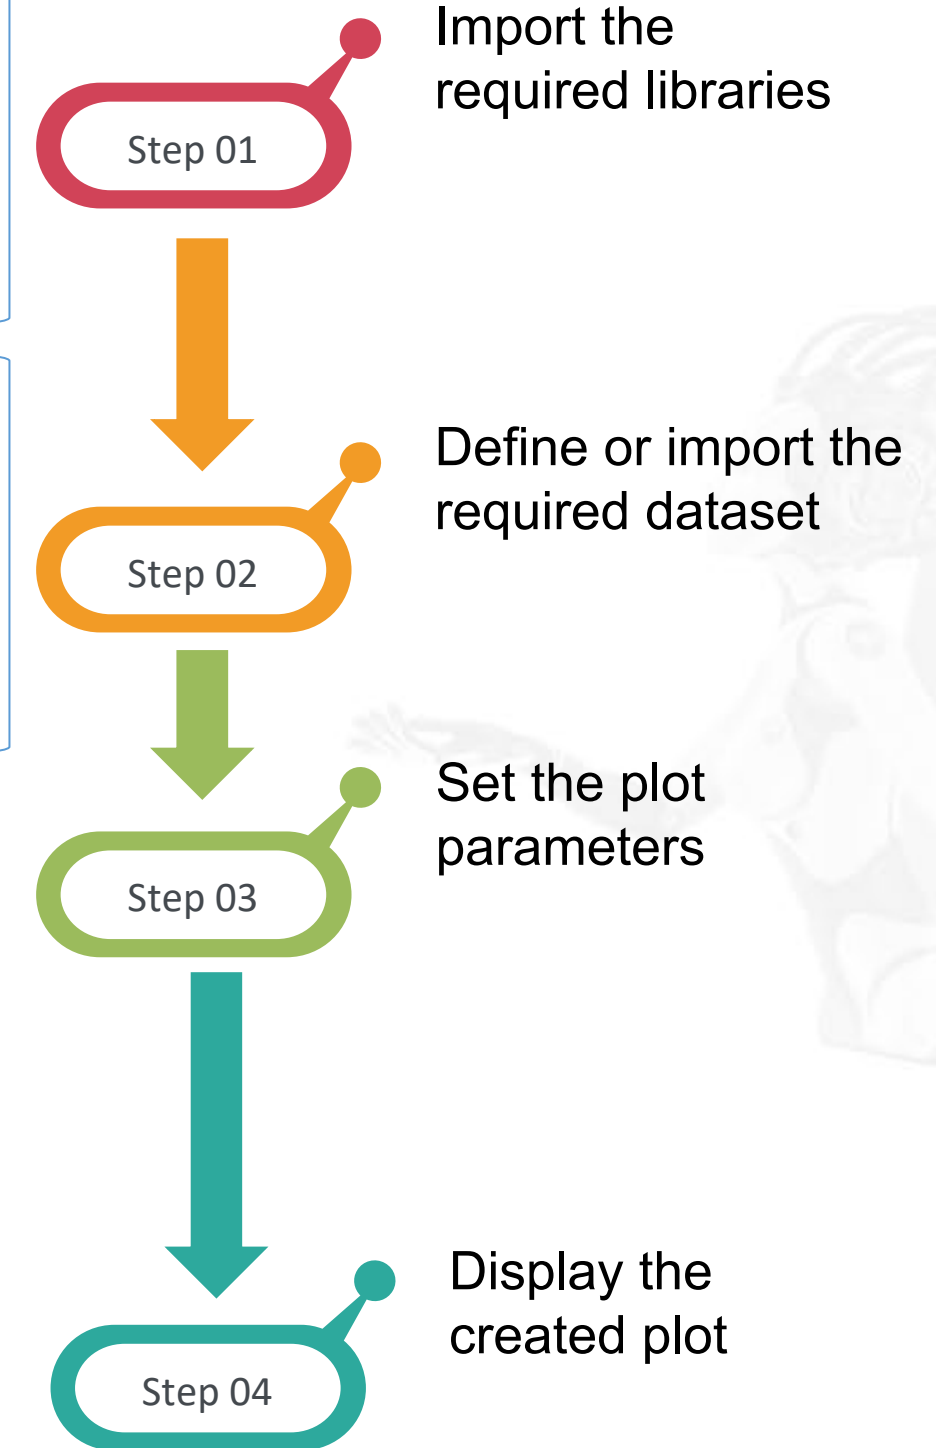 Import the
required libraries
Step 01
Define or import the
required dataset
Step 02
Set the plot
parameters
Step 03
Display the
created plot
Step 04